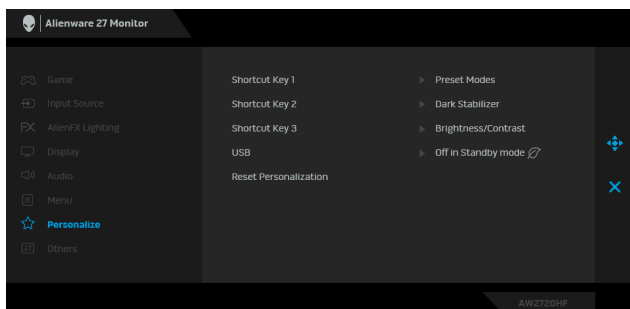 Alienware 27 Monitor
Game
Input Source
FX AlienFX Lighting
Display
Audio
Menu
Personalize
Others
Shortcut Key 1 Preset Modes
Shortcut Key 2 Dark Stabilizer
Shortcut Key 3 Brightness/Contrast
USB Off in Standby mode
Reset Personalization
AW2720HF